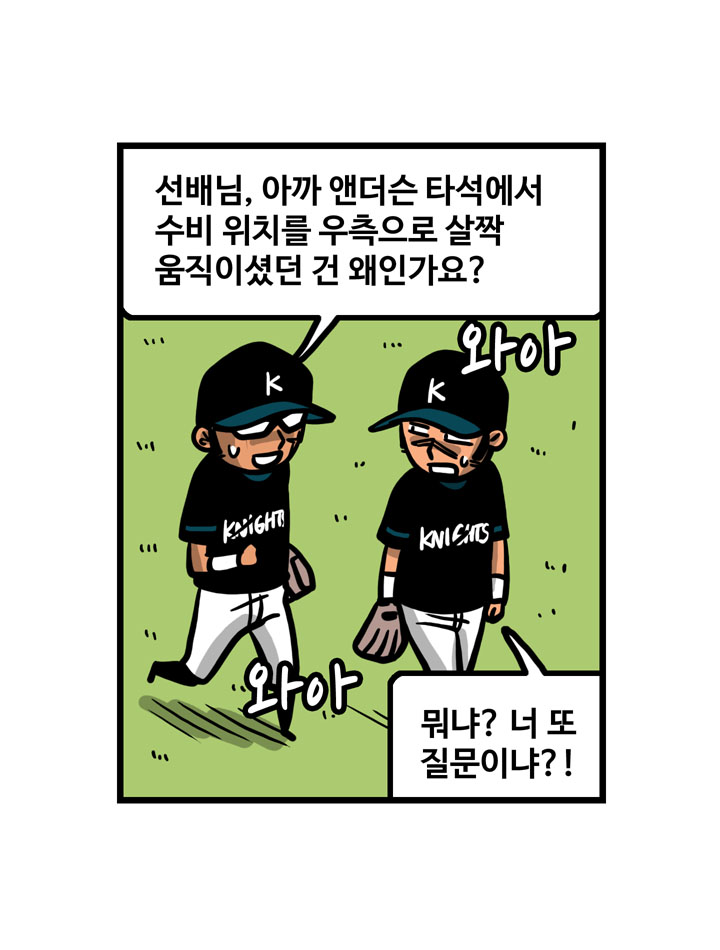 선배님, 아까 앤더슨 타석에서
수비 위치를 우측으로 살짝
움직이셨던 건 왜인가요?
와아
K
K
KNIGHTS
KNIGHTS
와아
뭐냐? 너 또
질문이냐?!